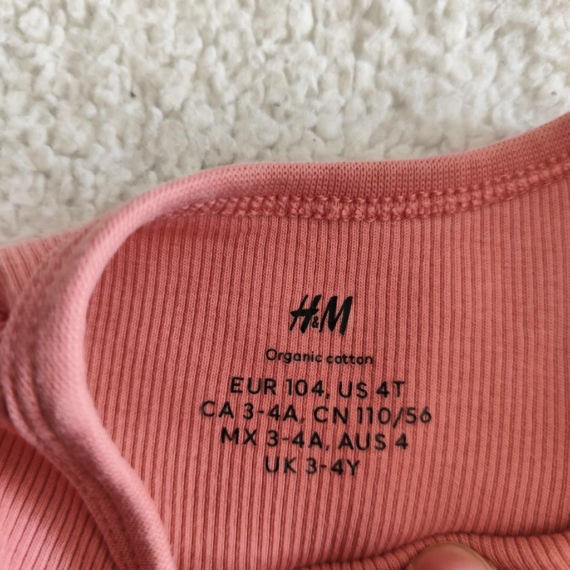 H&M
Organic cotton
EUR 104, US 4T
CA 3-4A, CN 110/56
MX 3-4A, AUS 4
UK 3-4Y